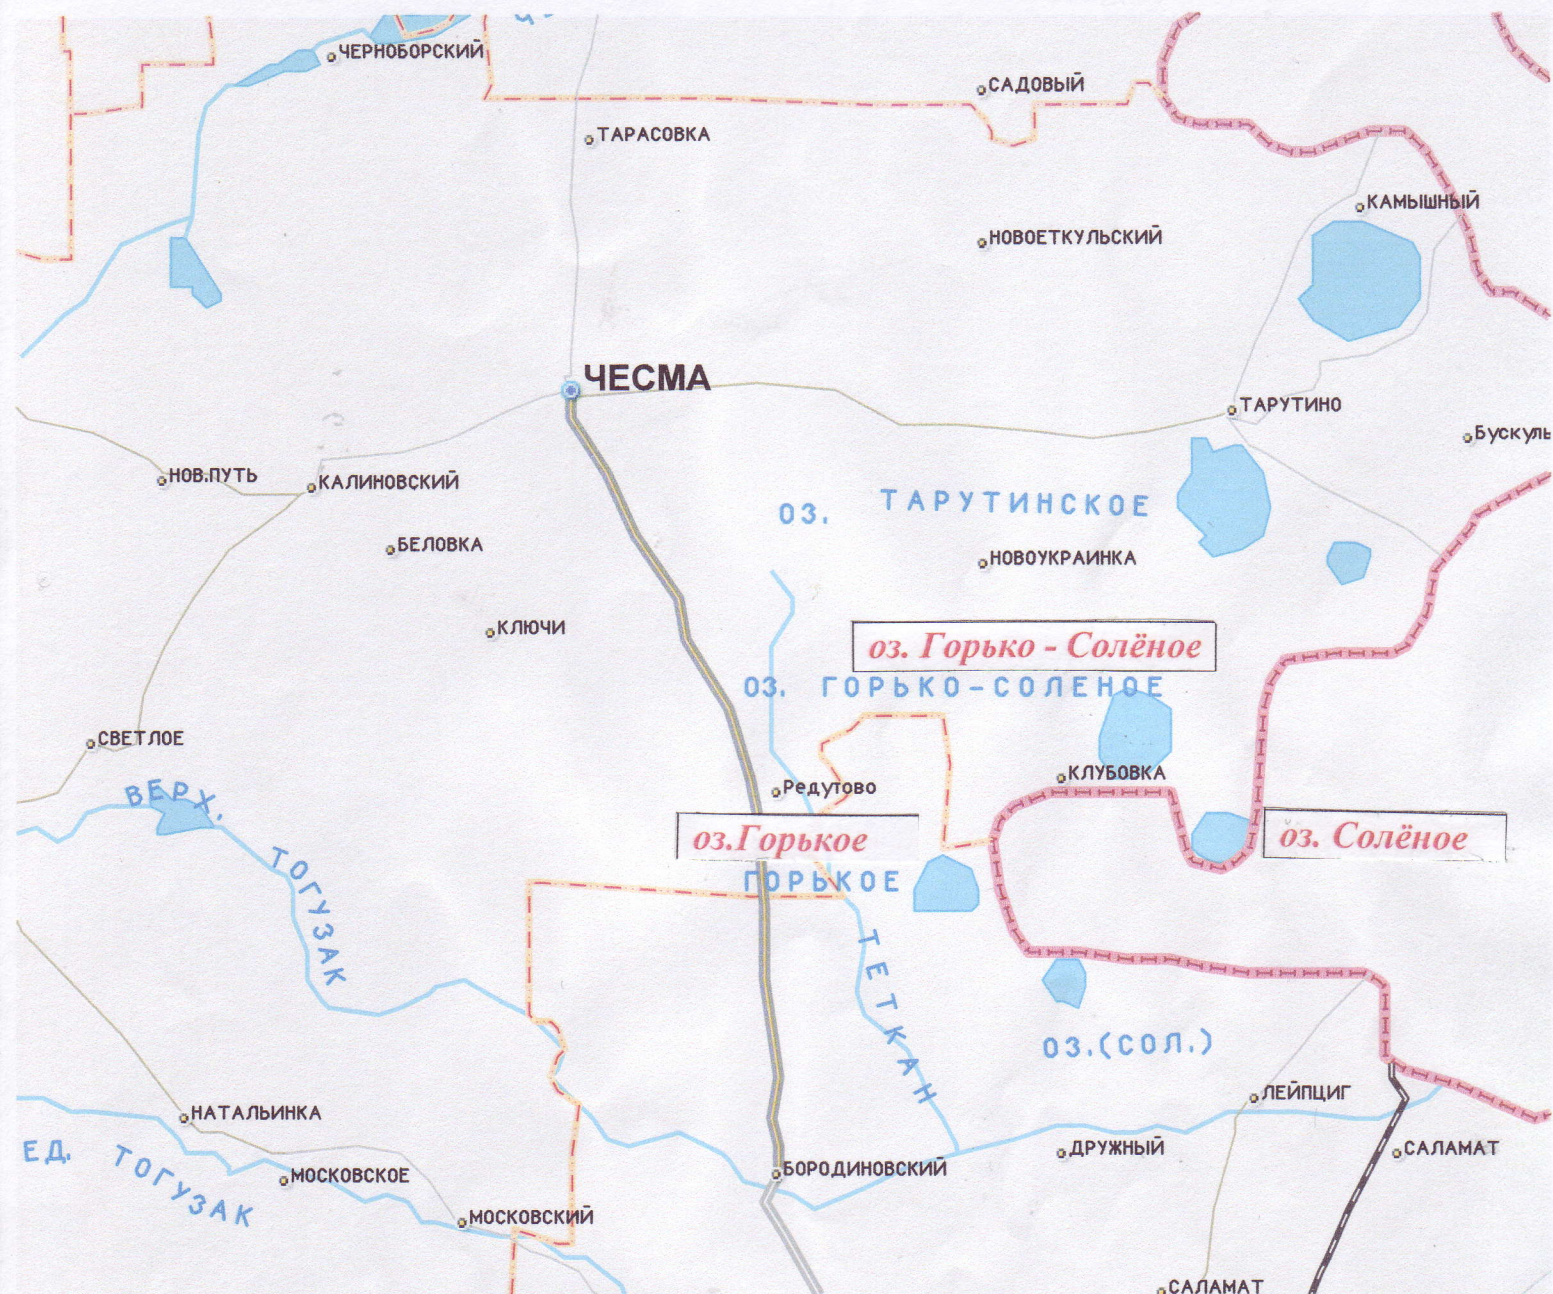 ЧЕРНОБОРСКИЙ
САДОВЫЙ
ТАРАСОВКА
КАМЫШНЫЙ
НОВОЕТКУЛЬСКИЙ
ЧЕСМА
ТАРУТИНО
Бускуль
НОВ.ПУТЬ
КАЛИНОВСКИЙ
ОЗ. ТАРУТИНСКОЕ
БЕЛОВКА
НОВОУКРАИНКА
КЛЮЧИ
оз. Горько - Солёное
ОЗ. ГОРЬКО-СОЛЕНОЕ
СВЕТЛОЕ
КЛУБОВКА
Редутово
ВЕРХ. ТОГУЗАК
оз.Горькое
оз. Солёное
ГОРЬКОЕ
ТЕТКАН
ОЗ.(СОЛ.)
ЛЕЙПЦИГ
НАТАЛЬИНКА
ЕД. ТОГУЗАК
ДРУЖНЫЙ
САЛАМАТ
МОСКОВСКОЕ
БОРОДИНОВСКИЙ
МОСКОВСКИЙ
САЛАМАТ